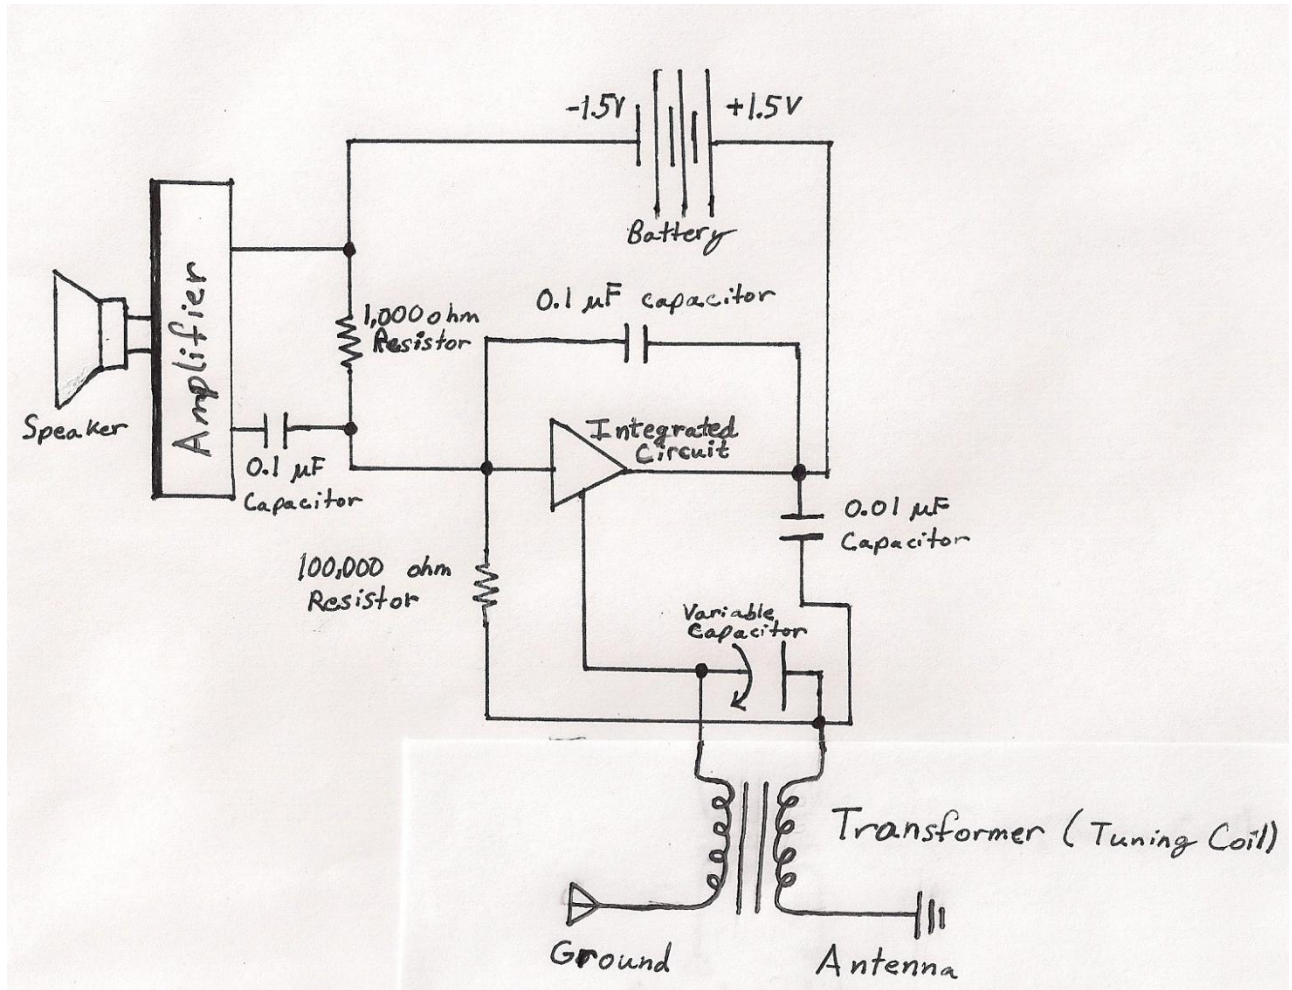 -1.5V
+1.5V
Battery
0.1 µF capacitor
1,000 ohm
Resistor
Amplifier
Speaker
0.1 µF
Capacitor
Integrated
Circuit
0.01 µF
Capacitor
100,000 ohm
Resistor
Variable
Capacitor
Transformer (Tuning Coil)
Ground
Antenna